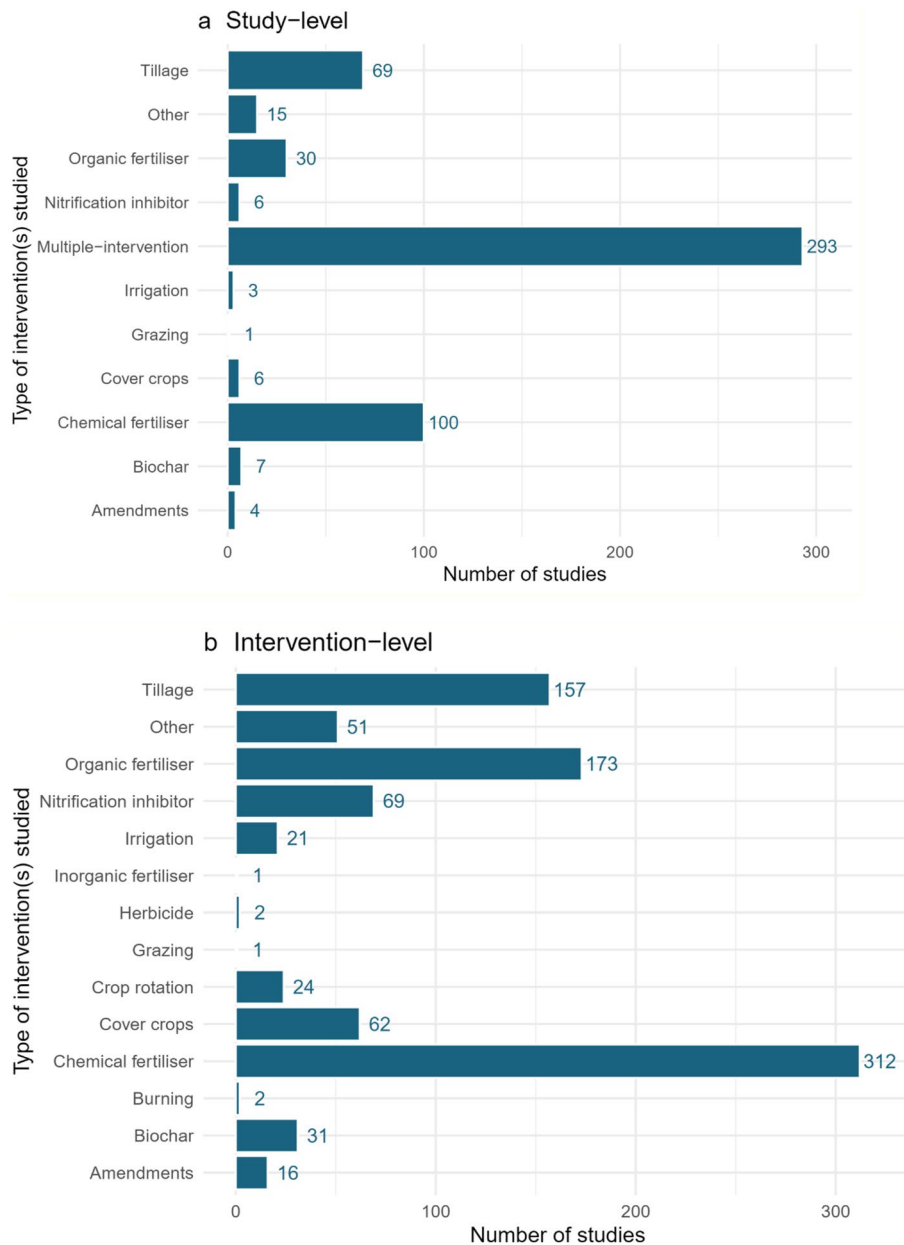 a Study−level
Type of intervention(s) studied
Tillage 69
Other 15
Organic fertiliser 30
Nitrification inhibitor 6
Multiple−intervention 293
Irrigation 3
Grazing 1
Cover crops 6
Chemical fertiliser 100
Biochar 7
Amendments 4
0 100 200 300
Number of studies
b Intervention−level
Type of intervention(s) studied
Tillage 157
Other 51
Organic fertiliser 173
Nitrification inhibitor 69
Irrigation 21
Inorganic fertiliser 1
Herbicide 2
Grazing 1
Crop rotation 24
Cover crops 62
Chemical fertiliser 312
Burning 2
Biochar 31
Amendments 16
0 100 200 300
Number of studies